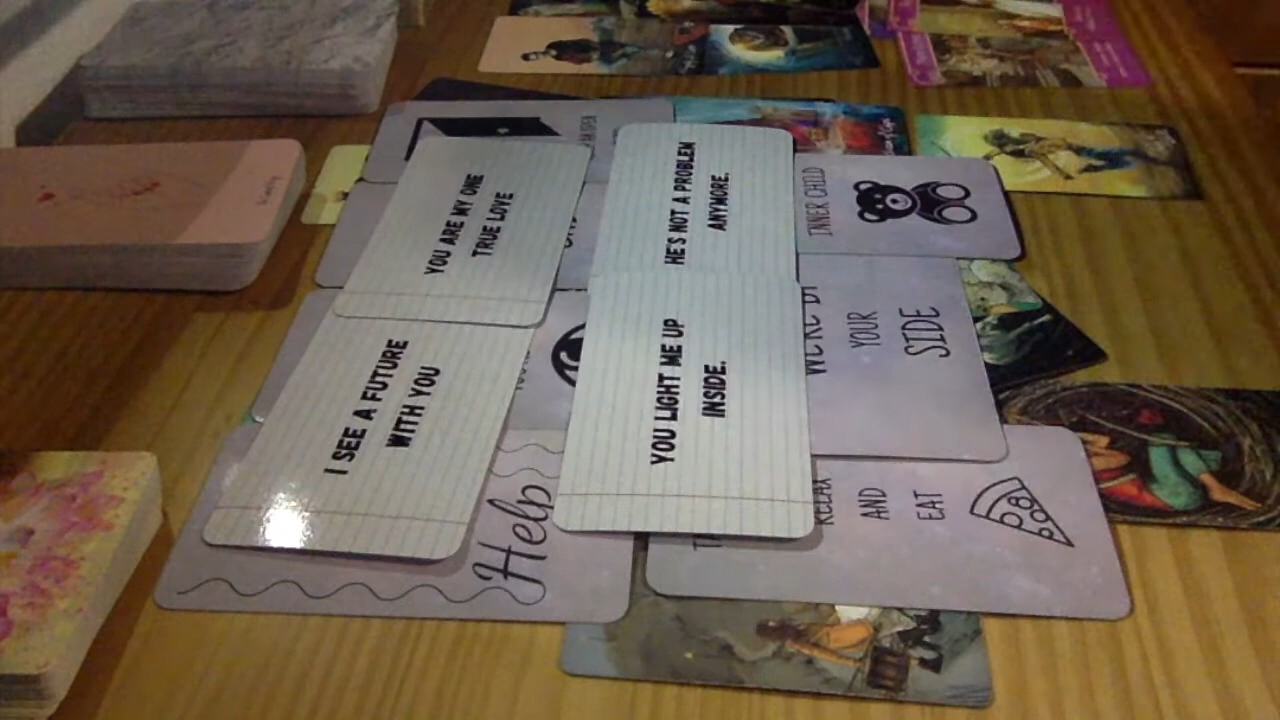 YOU ARE MY ONE
TRUE LOVE
HE'S NOT A PROBLEM
ANYMORE.
I SEE A FUTURE
WITH YOU
YOU LIGHT ME UP
INSIDE.
INNER CHILD
YOUR
SIDE
RELAX
AND
EAT
Help